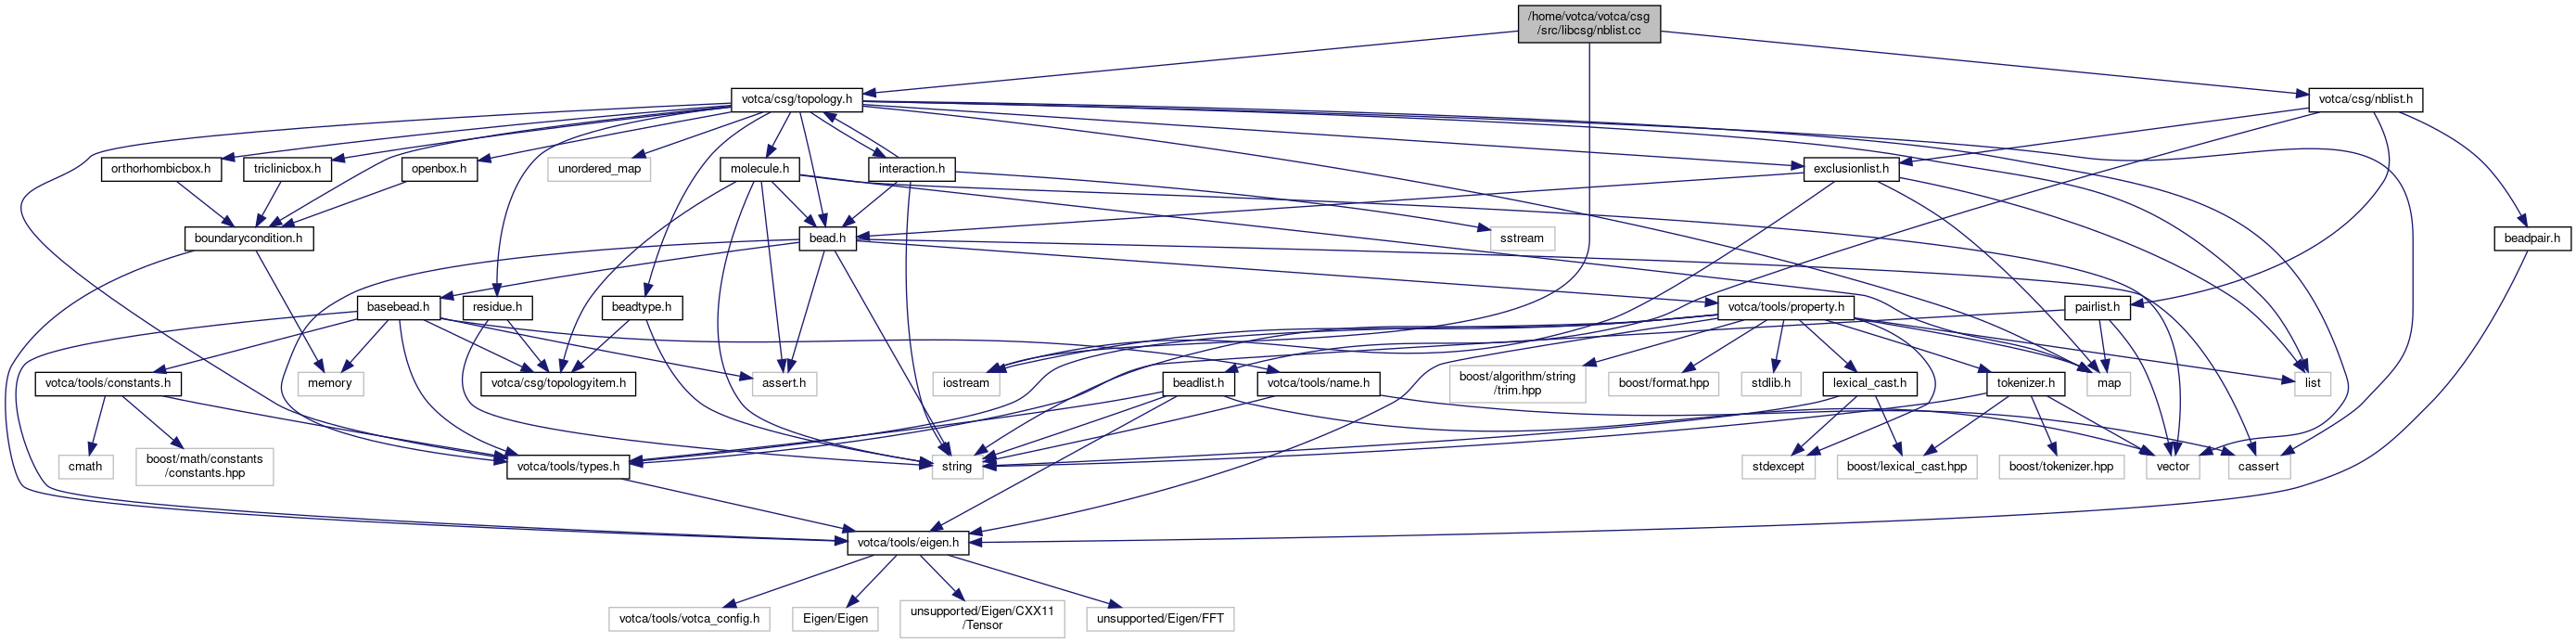 /home/votca/votca/csg
/src/libcsg/nblist.cc
votca/csg/topology.h
votca/csg/nblist.h
orthorhombicbox.h
triclinicbox.h
openbox.h
unordered_map
molecule.h
interaction.h
exclusionlist.h
boundarycondition.h
bead.h
sstream
beadpair.h
basebead.h
residue.h
beadtype.h
votca/tools/property.h
pairlist.h
votca/tools/constants.h
memory
votca/csg/topologyitem.h
assert.h
iostream
beadlist.h
votca/tools/name.h
boost/algorithm/string
/trim.hpp
boost/format.hpp
stdlib.h
lexical_cast.h
tokenizer.h
map
list
cmath
boost/math/constants
/constants.hpp
votca/tools/types.h
string
stdexcept
boost/lexical_cast.hpp
boost/tokenizer.hpp
vector
cassert
votca/tools/eigen.h
votca/tools/votca_config.h
Eigen/Eigen
unsupported/Eigen/CXX11
/Tensor
unsupported/Eigen/FFT